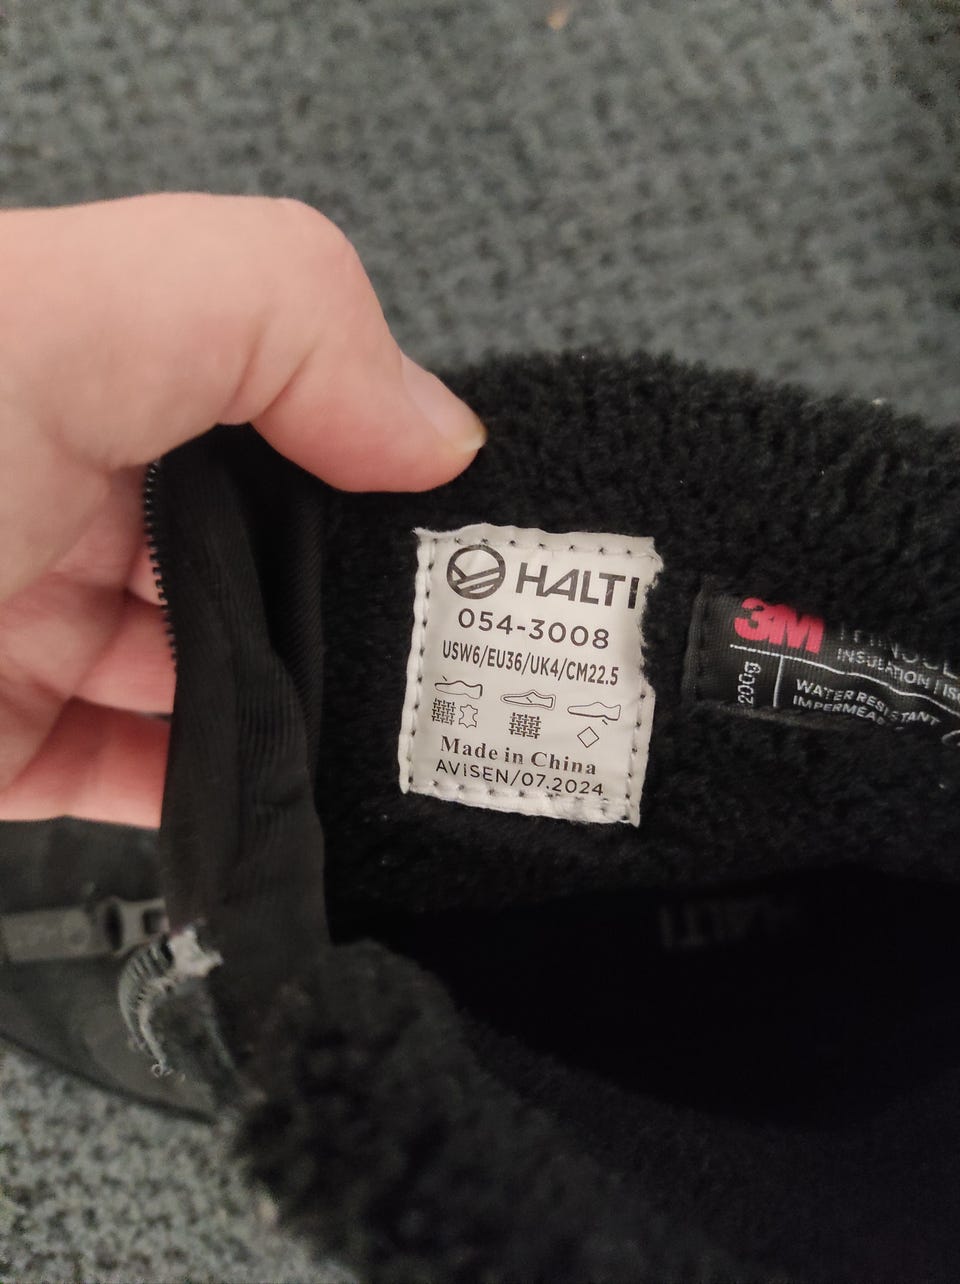 HALTI
054-3008
USW6/EU36/UK4/CM22.5
Made in China
AVISEN/07.2024
3M
200g
INSULATION
WATER RESISTANT
HALTI